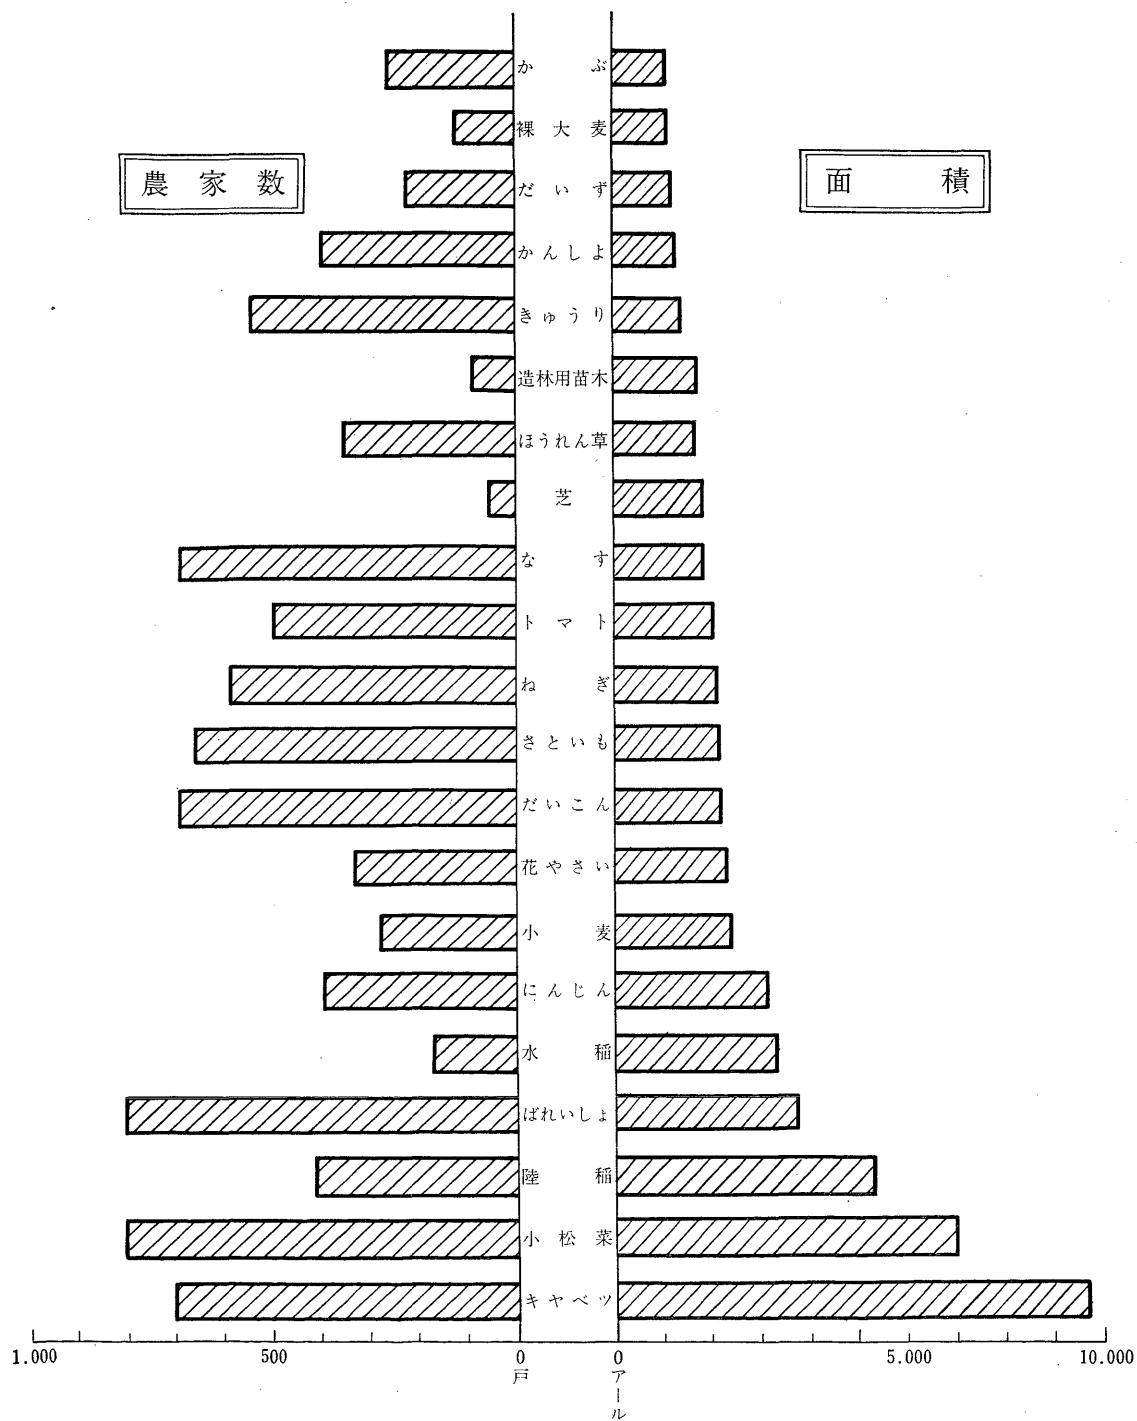 かぶ
裸大麦
農家数
面積
だいず
かんしよ
きゅうり
造林用苗木
ほうれん草
芝
なす
トマト
ねぎ
さといも
だいこん
花やさい
小麦
にんじん
水稲
ばれいしょ
陸稲
小松菜
キヤベツ
1.000 500 0 0 5.000 10.000
戸 アール